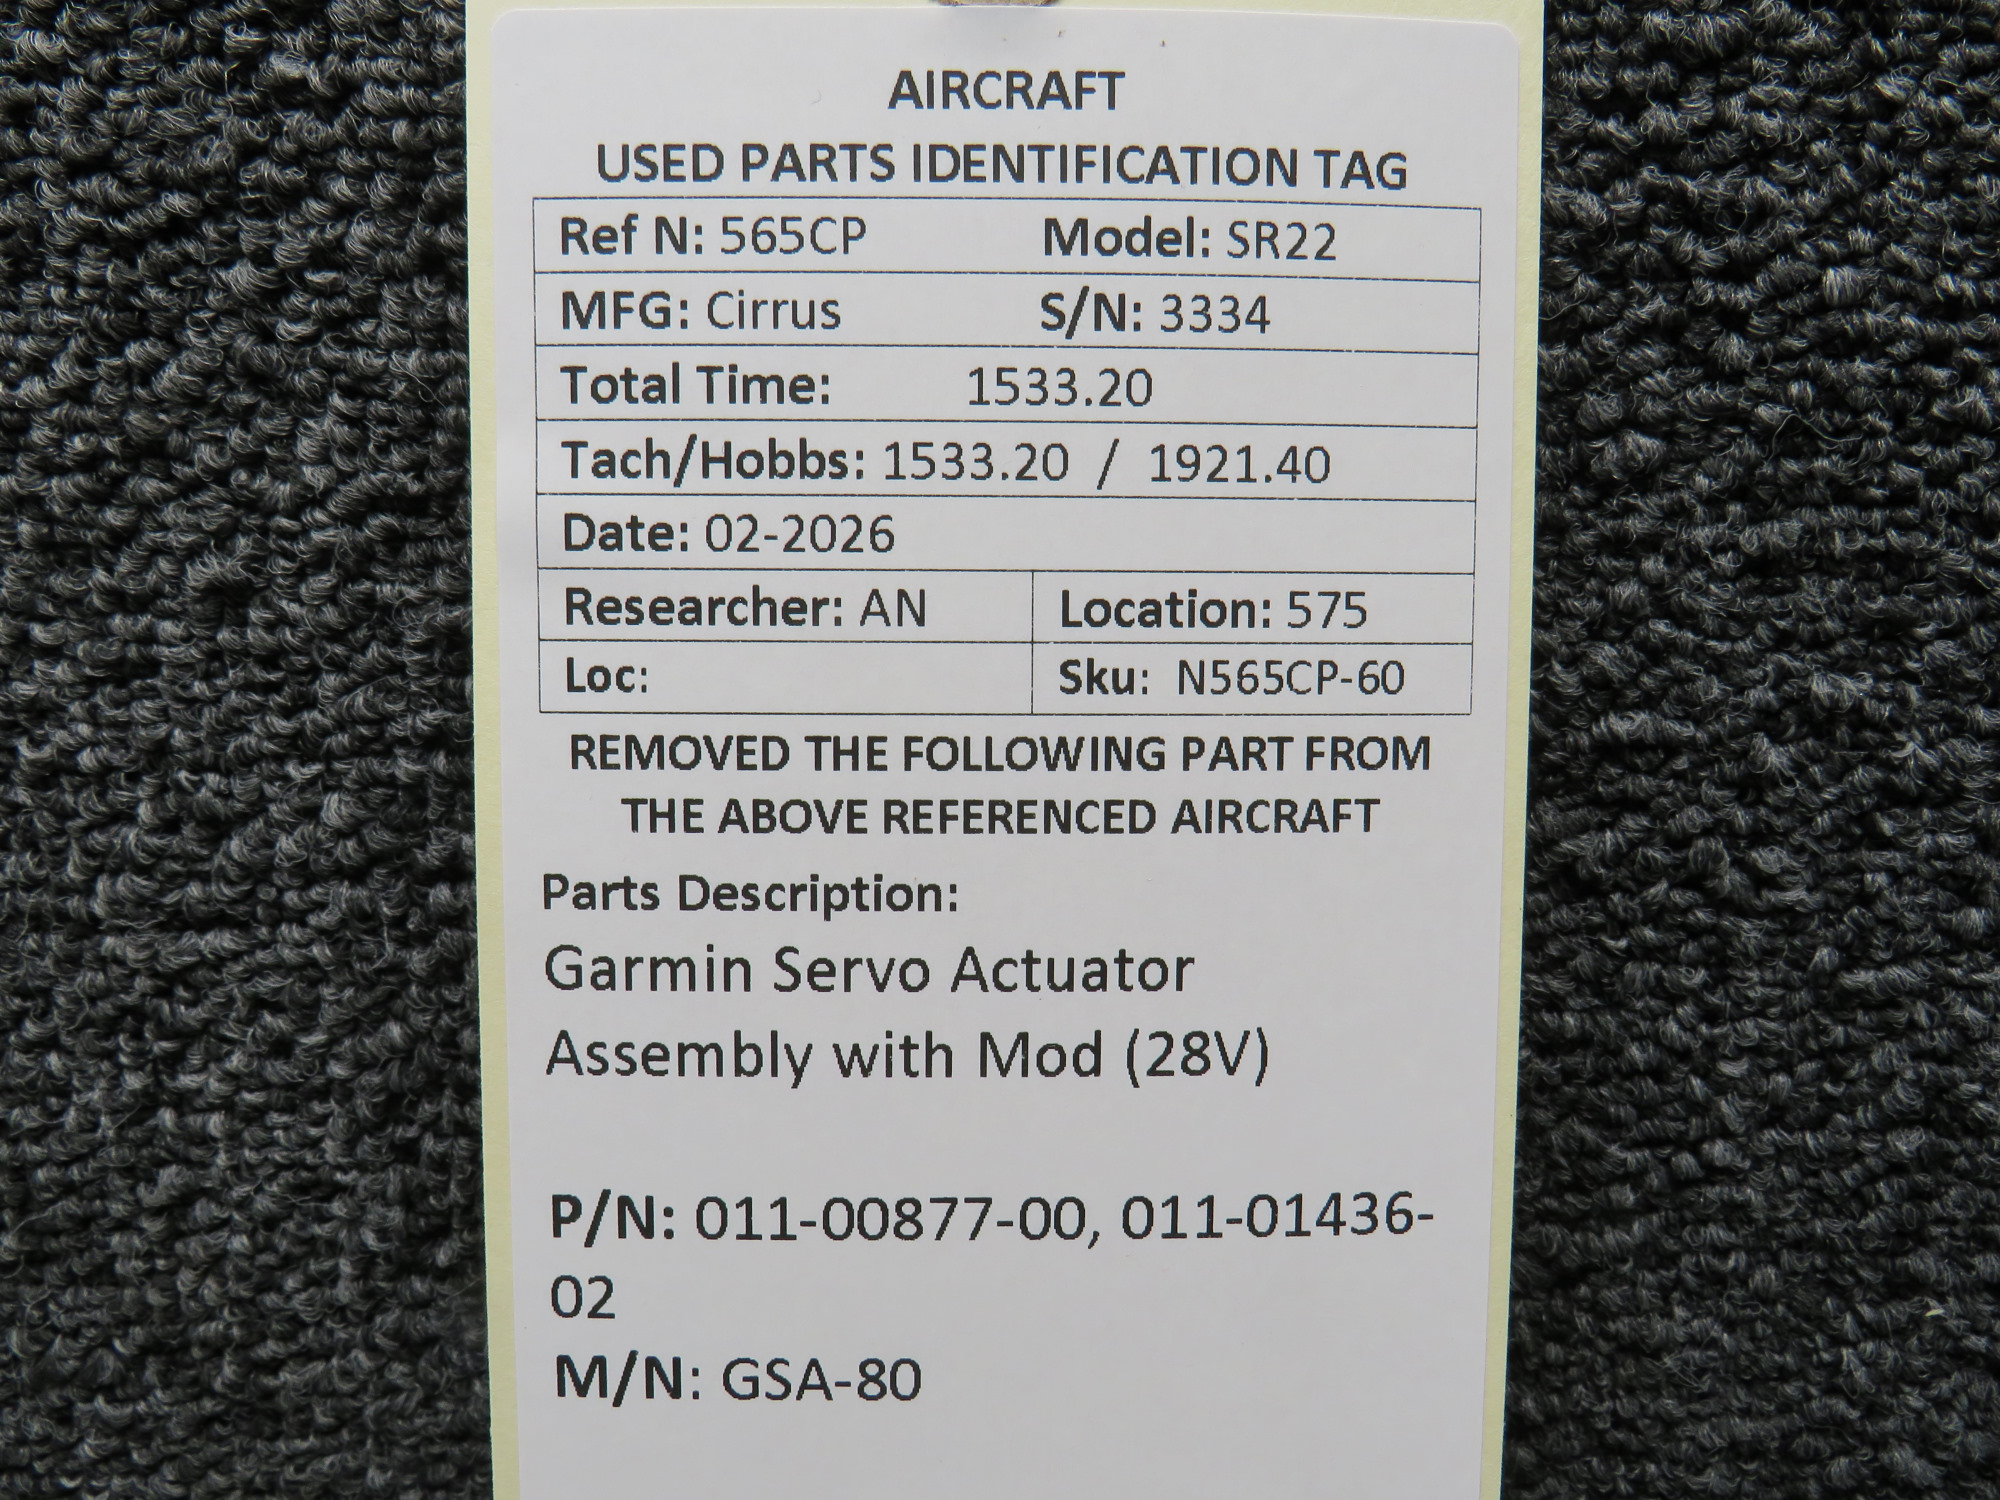 AIRCRAFT
USED PARTS IDENTIFICATION TAG
Ref N: 565CP Model: SR22
MFG: Cirrus S/N: 3334
Total Time: 1533.20
Tach/Hobbs: 1533.20 / 1921.40
Date: 02-2026
Researcher: AN Location: 575
Loc: Sku: N565CP-60
REMOVED THE FOLLOWING PART FROM
THE ABOVE REFERENCED AIRCRAFT
Parts Description:
Garmin Servo Actuator
Assembly with Mod (28V)
P/N: 011-00877-00, 011-01436-
02
M/N: GSA-80